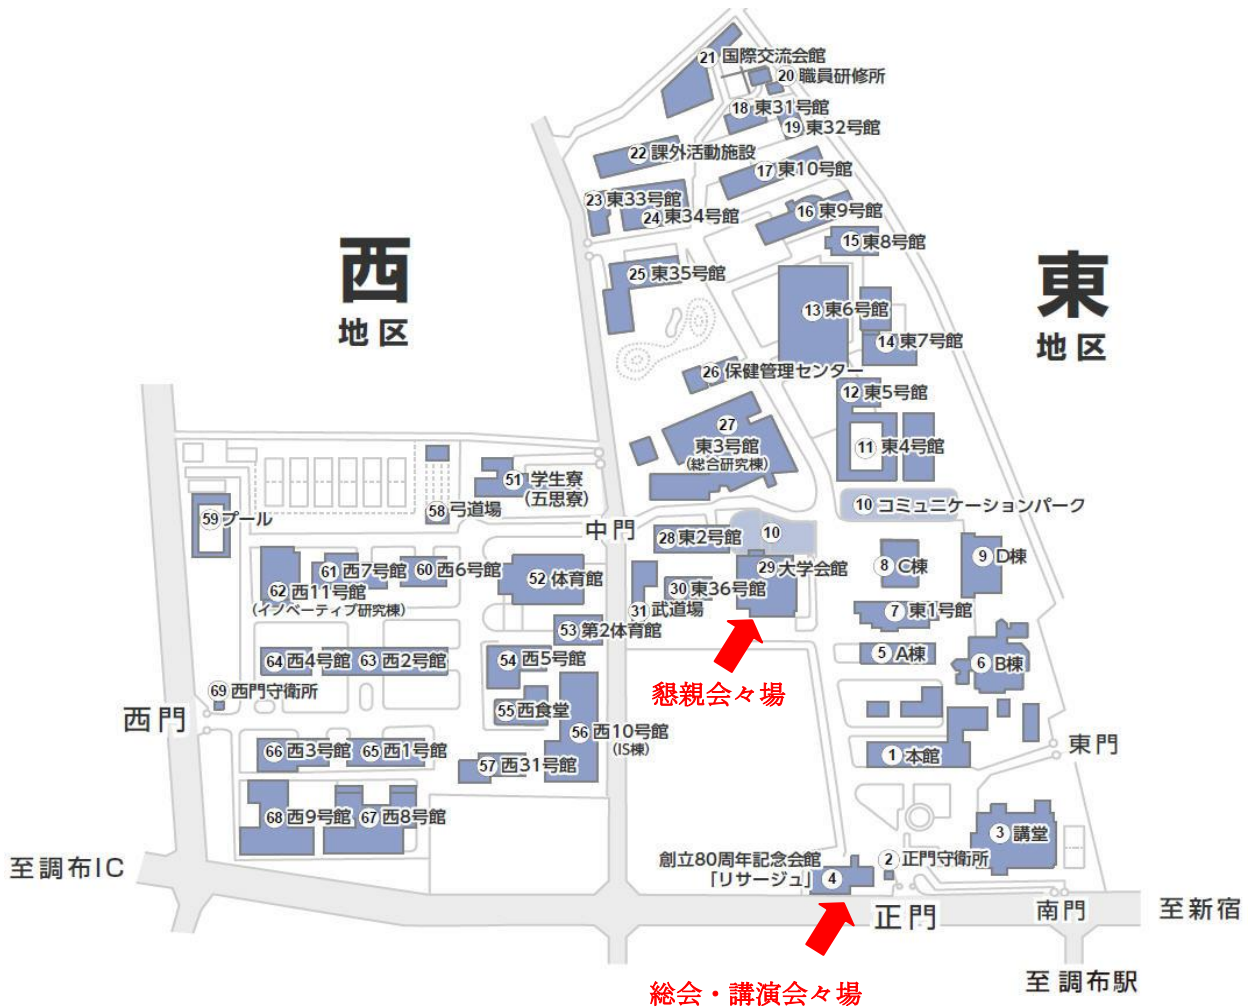 21 国際交流会館
20 職員研修所
18 東31号館
19 東32号館
22 課外活動施設
17 東10号館
23 東33号館
24 東34号館
16 東9号館
15 東8号館
西
地区
東
地区
25 東35号館
13 東6号館
14 東7号館
26 保健管理センター
12 東5号館
27
東3号館
(総合研究棟)
11 東4号館
51 学生寮
(五思寮)
10 コミュニケーションパーク
59 プール
58 弓道場
中門
28 東2号館
10
9 D棟
8 C棟
61 西7号館
60 西6号館
62 西11号館
(イノベーティブ研究棟)
52 体育館
29 大学会館
30 東36号館
31 武道場
7 東1号館
53 第2体育館
5 A棟
6 B棟
64 西4号館
63 西2号館
54 西5号館
懇親会々場
69 西門守衛所
西門
55 西食堂
56 西10号館
(IS棟)
66 西3号館
65 西1号館
57 西31号館
1 本館
東門
68 西9号館
67 西8号館
3 講堂
至調布IC
創立80周年記念会館
「リサージュ」 4
2 正門守衛所
正門
南門
至新宿
至調布駅
総会・講演会々場